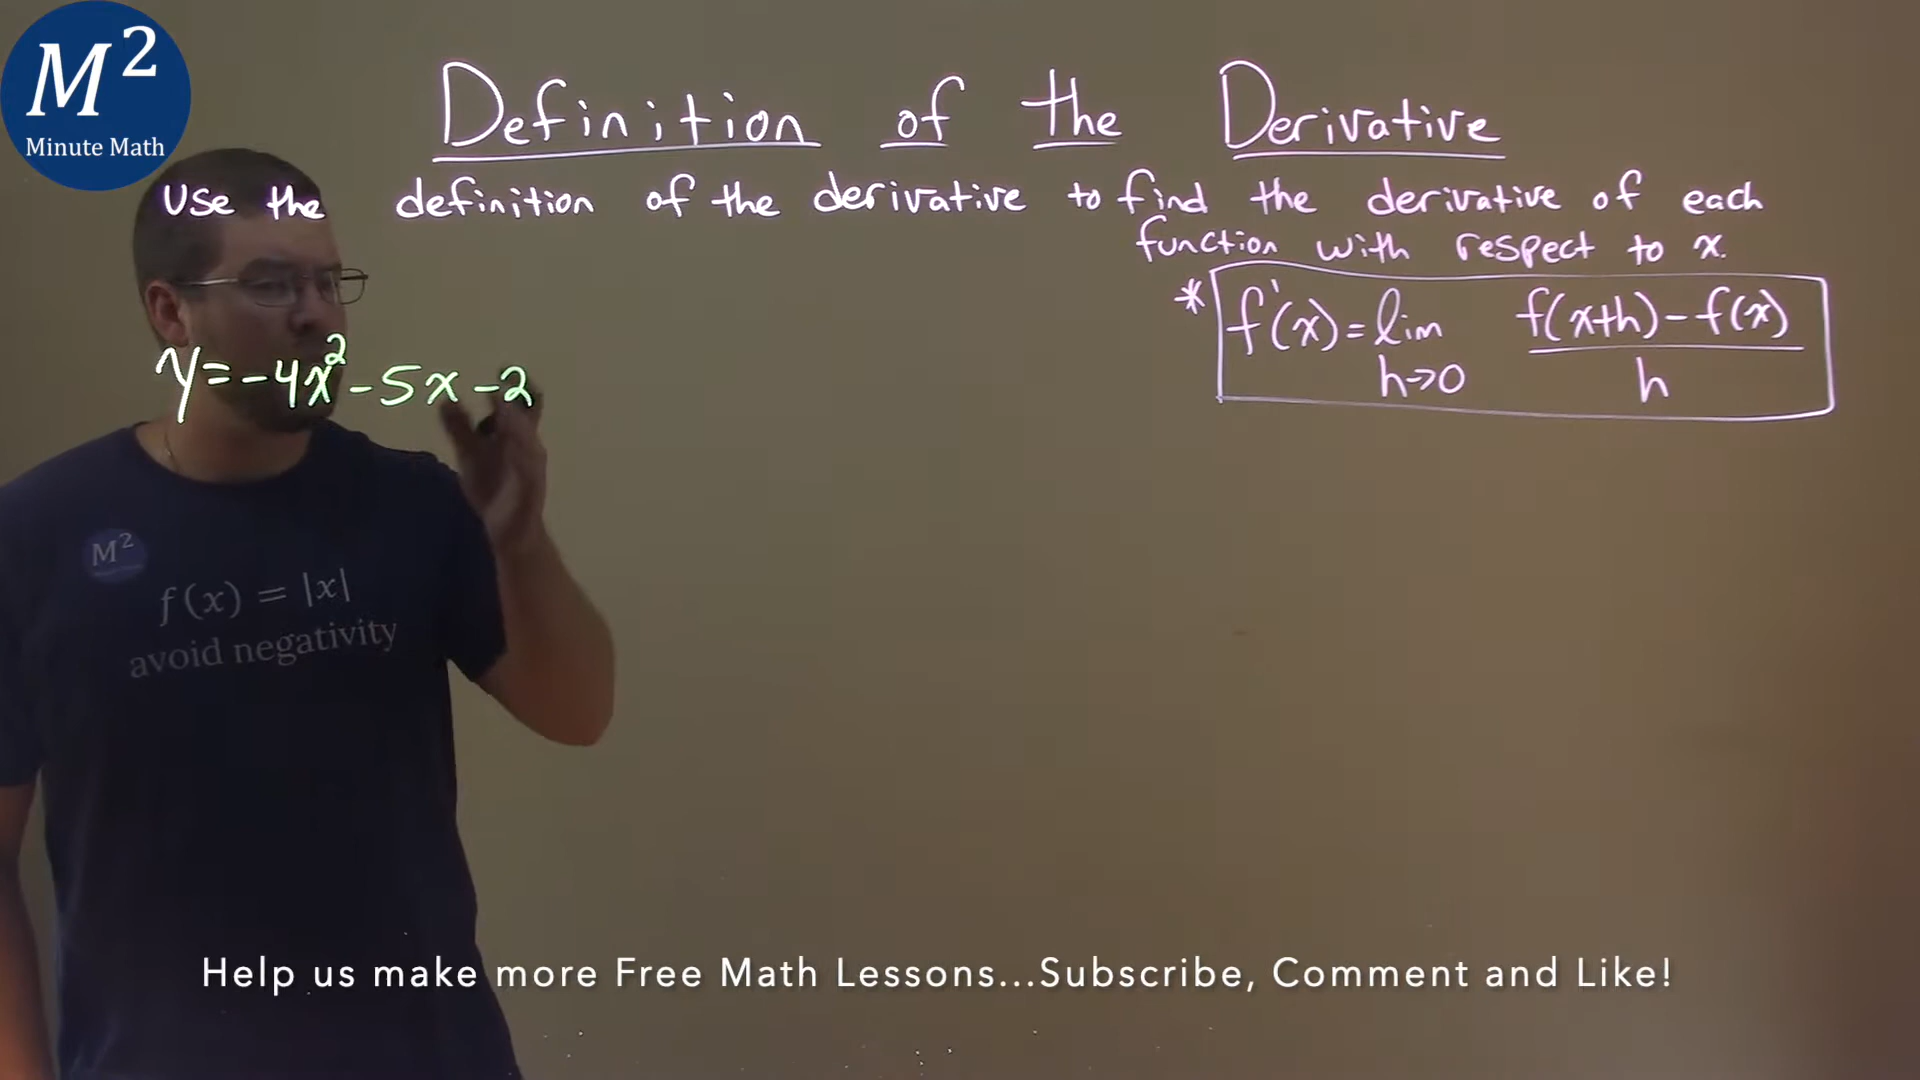 M²
Minute Math
Definition of the Derivative
Use the definition of the derivative to find the derivative of each
function with respect to x.
* f'(x) = lim h→0 f(x+h) - f(x) / h
y = -4x² - 5x - 2
M²
f(x) = |x|
avoid negativity
Help us make more Free Math Lessons...Subscribe, Comment and Like!